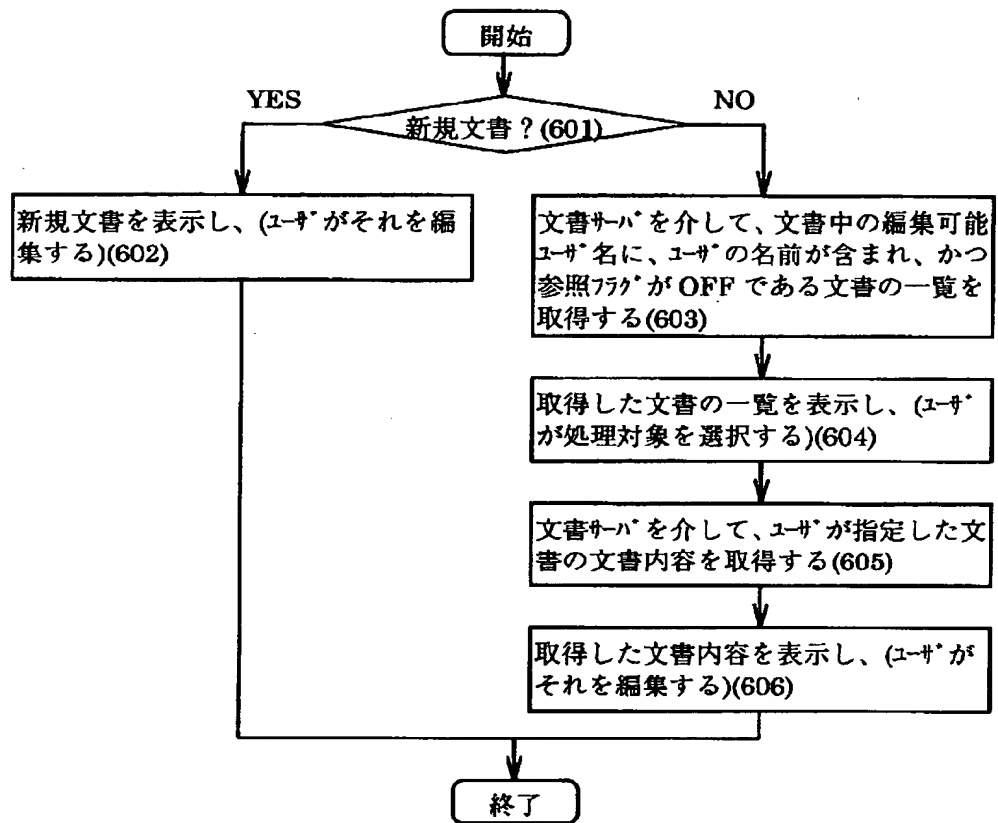 開始
YES
NO
新規文書？(601)
新規文書を表示し、(ﾕｰｻﾞがそれを編
集する)(602)
文書ｻｰﾊﾞを介して、文書中の編集可能
ﾕｰｻﾞ名に、ﾕｰｻﾞの名前が含まれ、かつ
参照ﾌﾗｸﾞがOFFである文書の一覧を
取得する(603)
取得した文書の一覧を表示し、(ﾕｰｻﾞ
が処理対象を選択する)(604)
文書ｻｰﾊﾞを介して、ﾕｰｻﾞが指定した文
書の文書内容を取得する(605)
取得した文書内容を表示し、(ﾕｰｻﾞが
それを編集する)(606)
終了